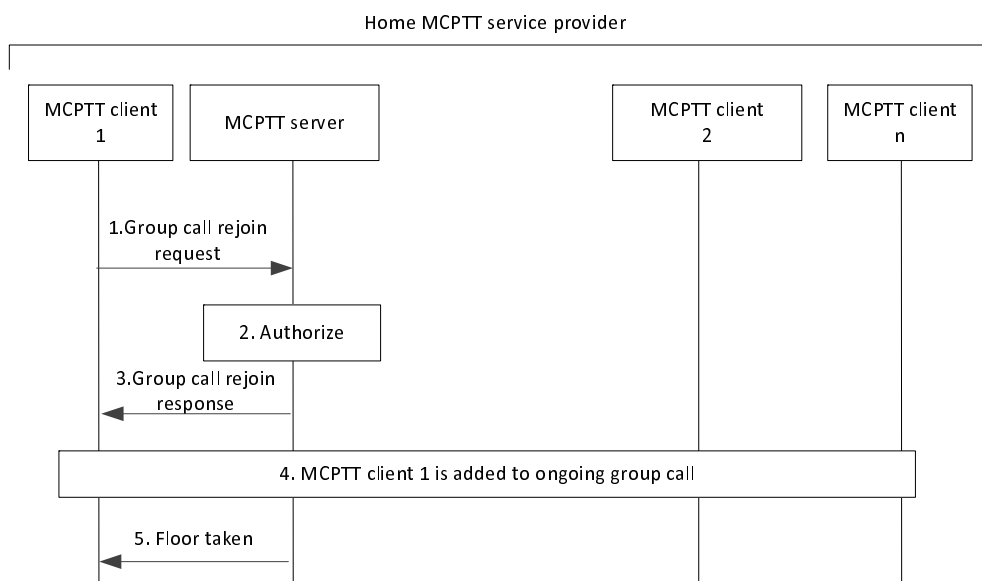 Home MCPTT service provider
MCPTT client
1
MCPTT server
MCPTT client
2
MCPTT client
n
1.Group call rejoin
request
2. Authorize
3.Group call rejoin
response
4. MCPTT client 1 is added to ongoing group call
5. Floor taken